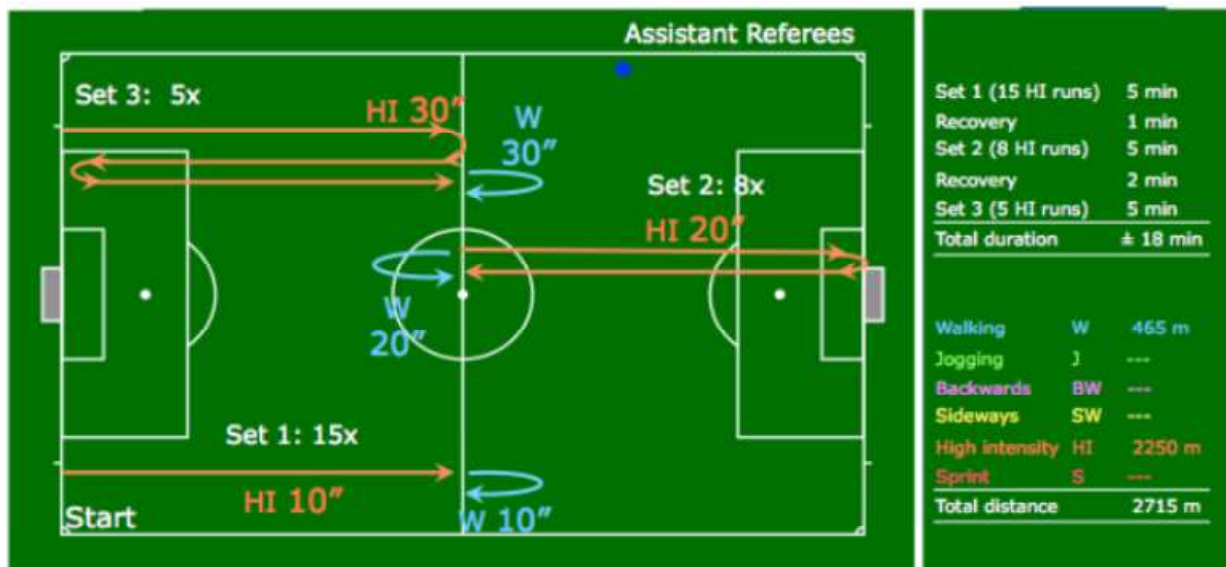 Assistant Referees
Set 3: 5x
HI 30″
W
30″
Set 2: 8x
HI 20″
W
20″
Set 1: 15x
HI 10″
W 10″
Start
Set 1 (15 HI runs) 5 min
Recovery 1 min
Set 2 (8 HI runs) 5 min
Recovery 2 min
Set 3 (5 HI runs) 5 min
Total duration ± 18 min
Walking W 465 m
Jogging J ---
Backwards BW ---
Sideways SW ---
High intensity HI 2250 m
Sprint S ---
Total distance 2715 m